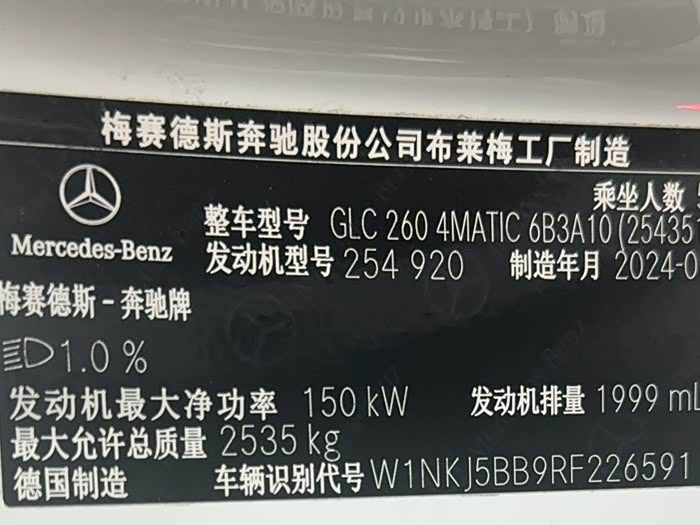 梅赛德斯奔驰股份公司布莱梅工厂制造
乘坐人数
整车型号 GLC 260 4MATIC 6B3A10(254351
Mercedes-Benz
发动机型号 254 920 制造年月 2024-0
梅赛德斯-奔驰牌
1.0 %
发动机最大净功率 150 kW 发动机排量 1999 mL
最大允许总质量 2535 kg
德国制造 车辆识别代号 W1NKJ5BB9RF226591